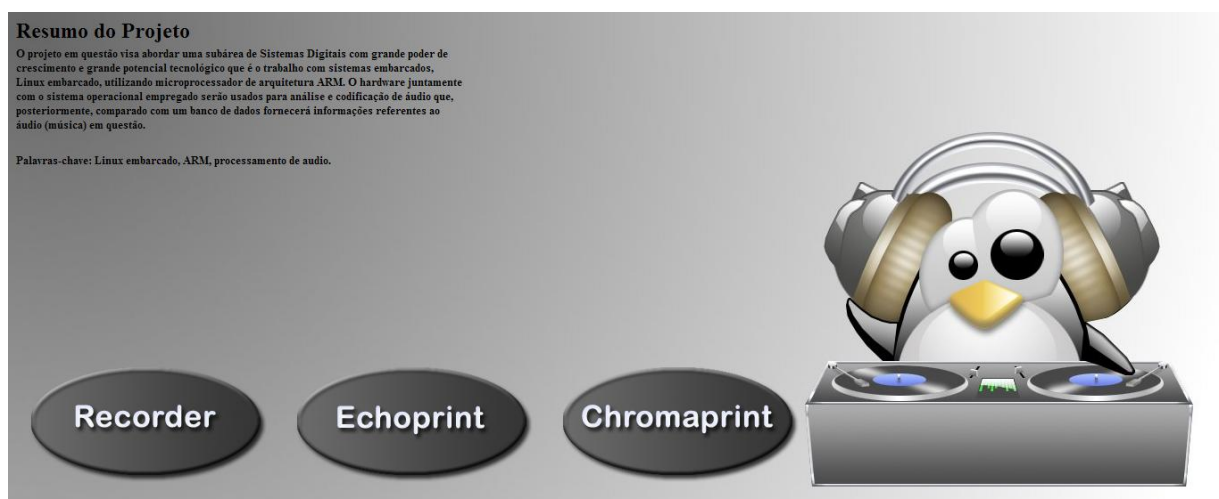 Resumo do Projeto
O projeto em questão visa abordar uma subárea de Sistemas Digitais com grande poder de
crescimento e grande potencial tecnológico que é o trabalho com sistemas embarcados,
Linux embarcado, utilizando microprocessador de arquitetura ARM. O hardware juntamente
com o sistema operacional empregado serão usados para análise e codificação de áudio que,
posteriormente, comparado com um banco de dados fornecerá informações referentes ao
áudio (música) em questão.
Palavras-chave: Linux embarcado, ARM, processamento de audio.
Recorder
Echoprint
Chromaprint